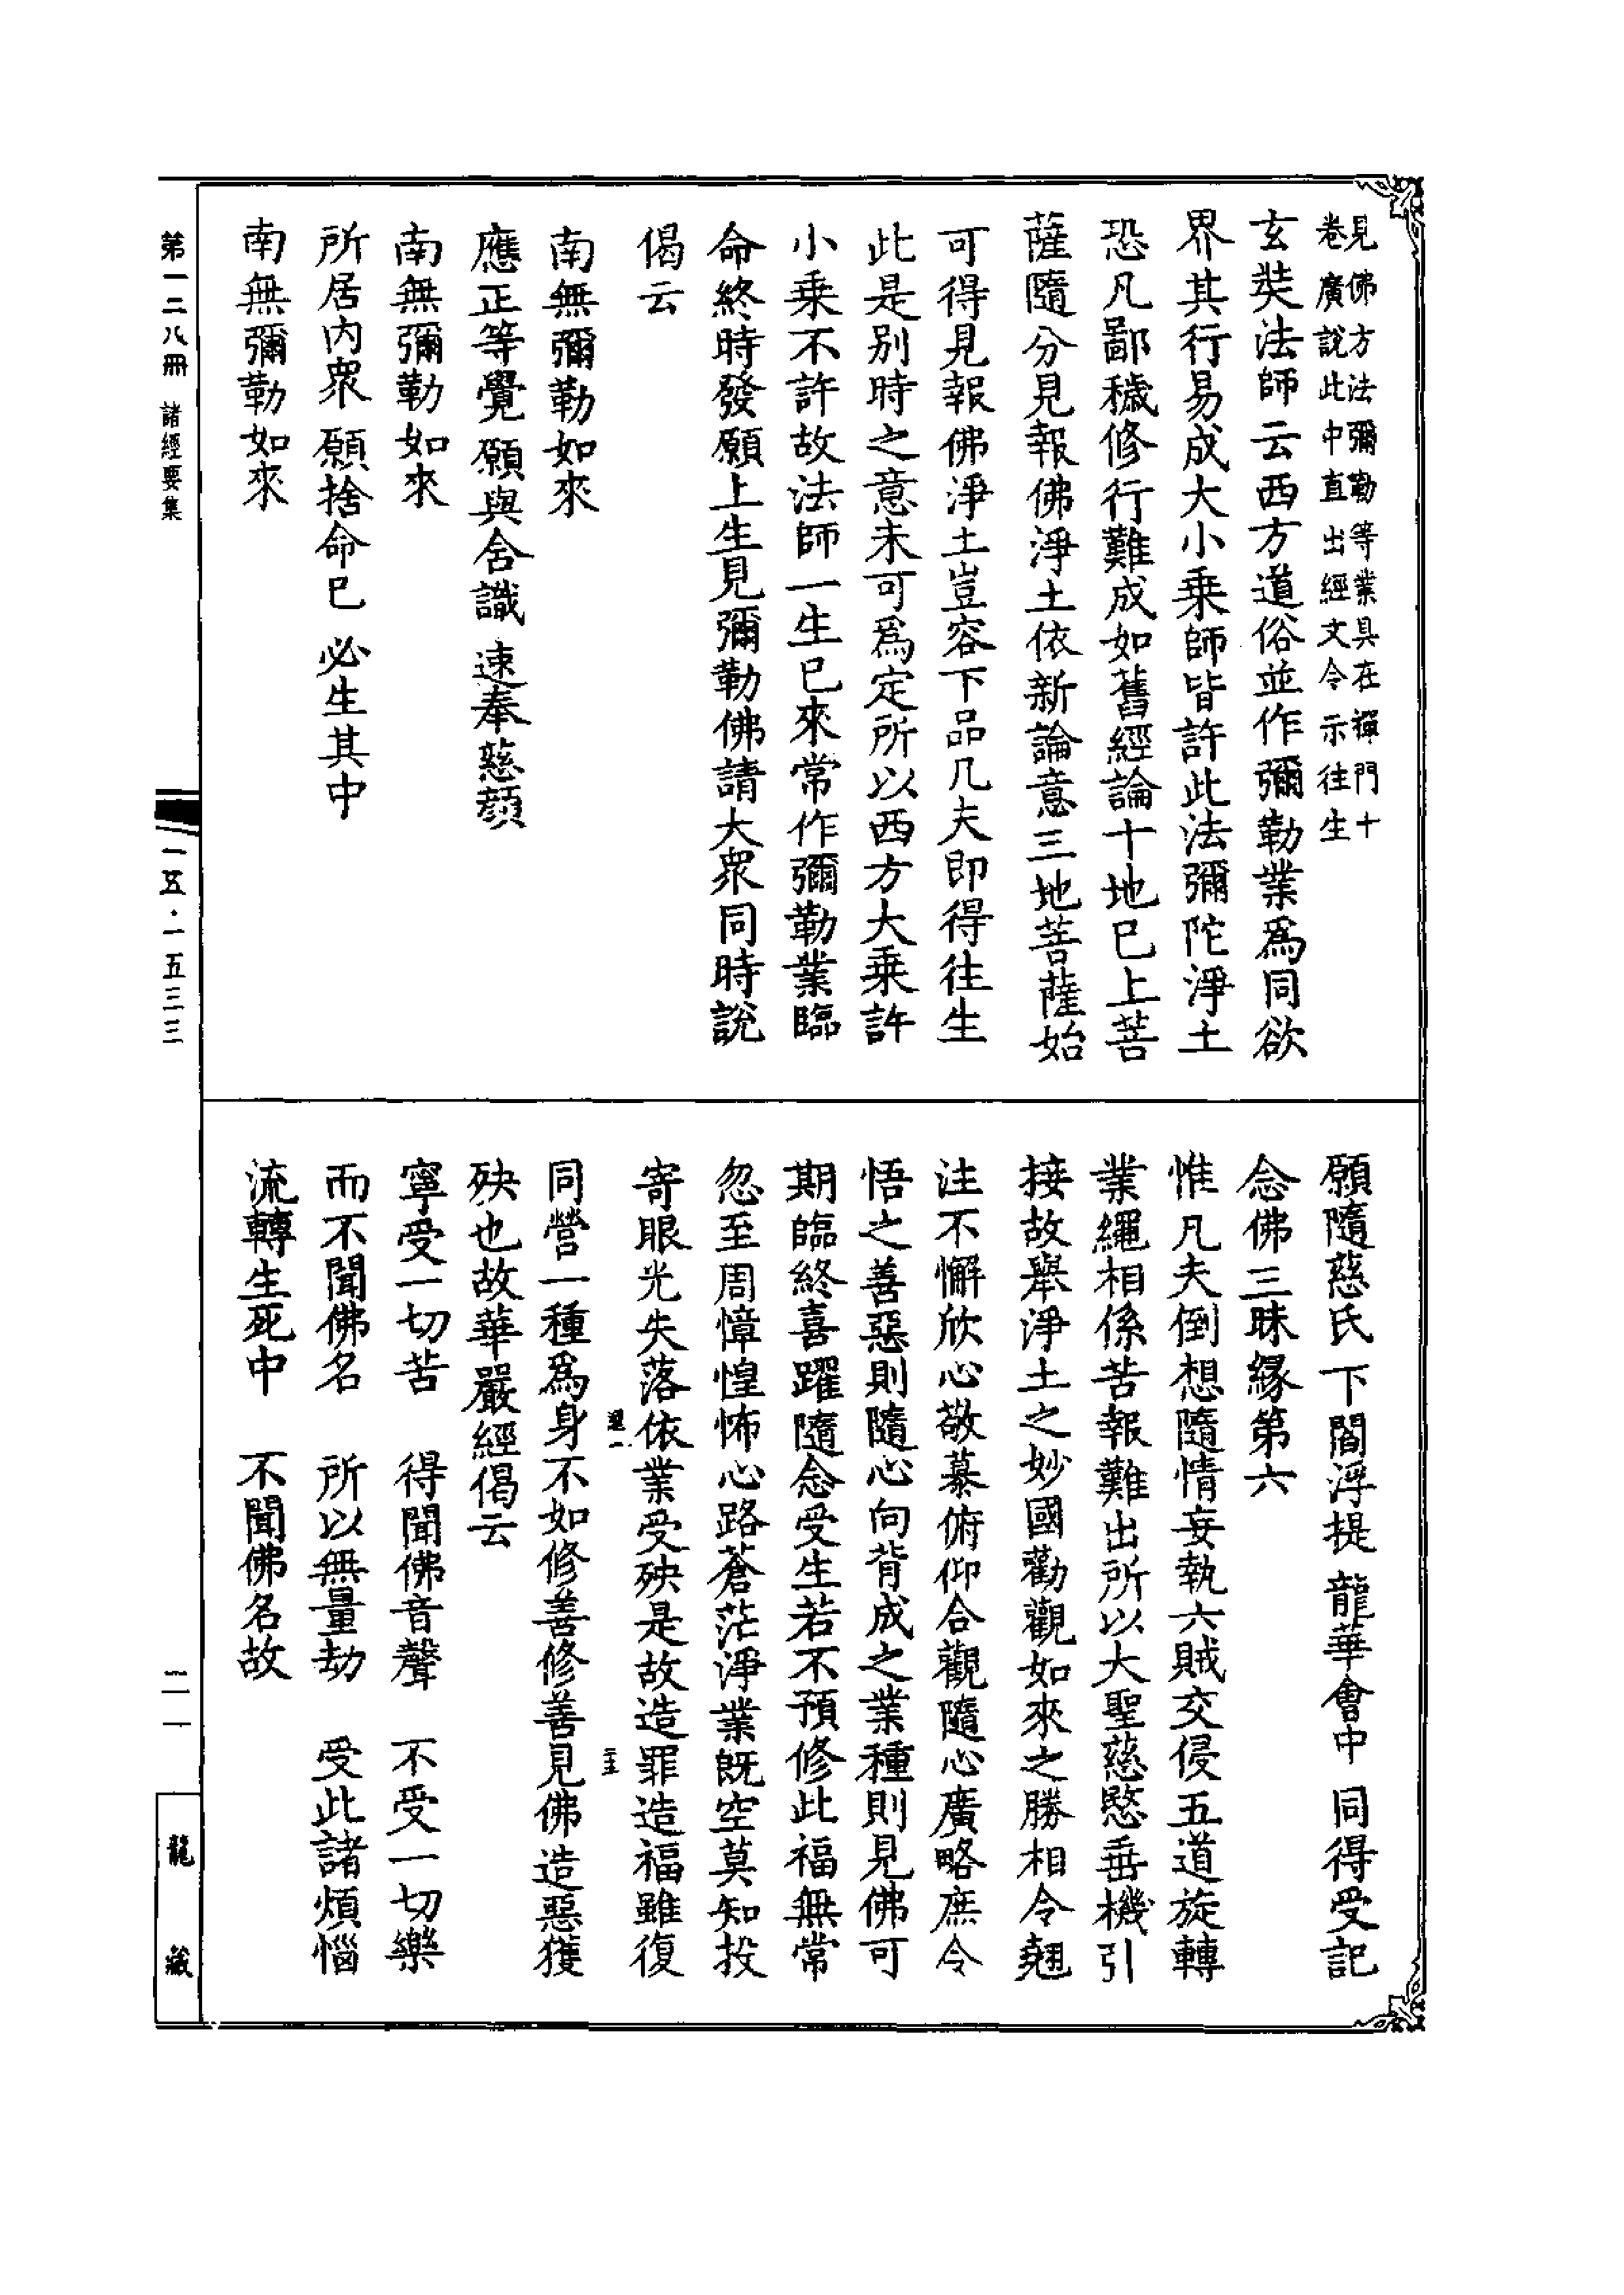 見佛方法彌勒等業具在禪門十
卷廣說此中直出經文令示往生
玄奘法師云西方道俗並作彌勒業爲同欲
界其行易成大小乘師皆許此法彌陀淨土
恐凡鄙穢修行難成如舊經論十地已上菩
薩隨分見報佛淨土依新論意三地菩薩始
可得見報佛淨土豈容下品凡夫即得往生
此是別時之意未可爲定所以西方大乘許
小乘不許故法師一生已來常作彌勒業臨
命終時發願上生見彌勒佛請大眾同時說
偈云
南無彌勒如來
應正等覺 願與含識 速奉慈顏
南無彌勒如來
所居內眾 願捨命已 必生其中
南無彌勒如來
願隨慈氏 下閻浮提 龍華會中 同得受記
念佛三昧緣第六
惟凡夫倒想隨情妄執六賊交侵五道旋轉
業繩相係苦報難出所以大聖慈愍垂機引
接故舉淨土之妙國勸觀如來之勝相令翹
注不懈欣心敬慕俯仰合觀隨心廣略庶令
悟之善惡則隨心向背成之業種則見佛可
期臨終喜躍隨念受生若不預修此福無常
忽至周慞惶怖心路蒼茫淨業既空莫知投
寄眼光失落依業受殃是故造罪造福雖復
同營一種爲身不如修善修善見佛造惡獲
殃也故華嚴經偈云
寧受一切苦 得聞佛音聲 不受一切樂
而不聞佛名 所以無量劫 受此諸煩惱
流轉生死中 不聞佛名故
第一二八冊 諸經要集
一五·一五三三
二一
龍藏